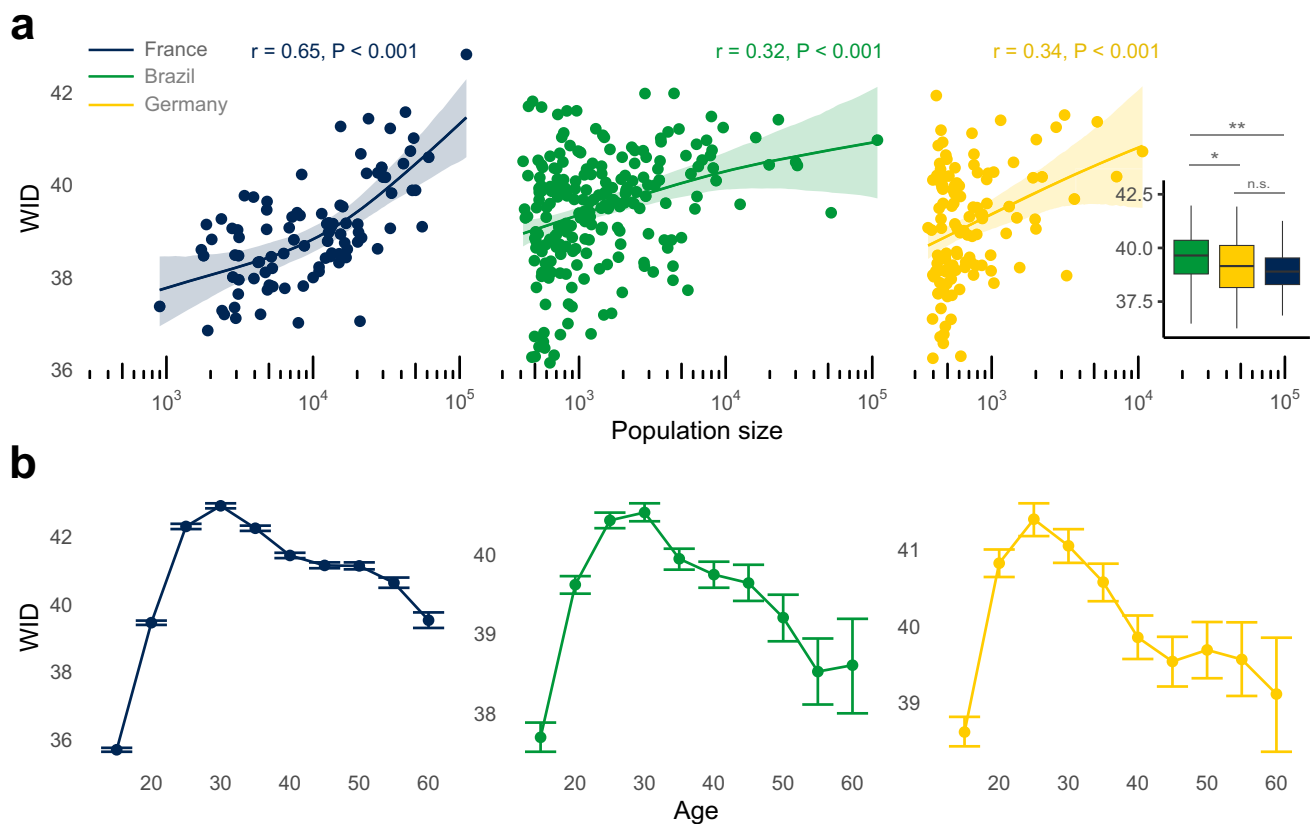 a
France
Brazil
Germany
r = 0.65, P < 0.001
r = 0.32, P < 0.001
r = 0.34, P < 0.001
WID
42
40
38
36
10³ 10⁴ 10⁵
10³ 10⁴ 10⁵
10³ 10⁴ 10⁵
Population size
**
*
n.s.
42.5
40.0
37.5
b
WID
42
40
38
36
20 30 40 50 60
40
39
38
20 30 40 50 60
41
40
39
20 30 40 50 60
Age